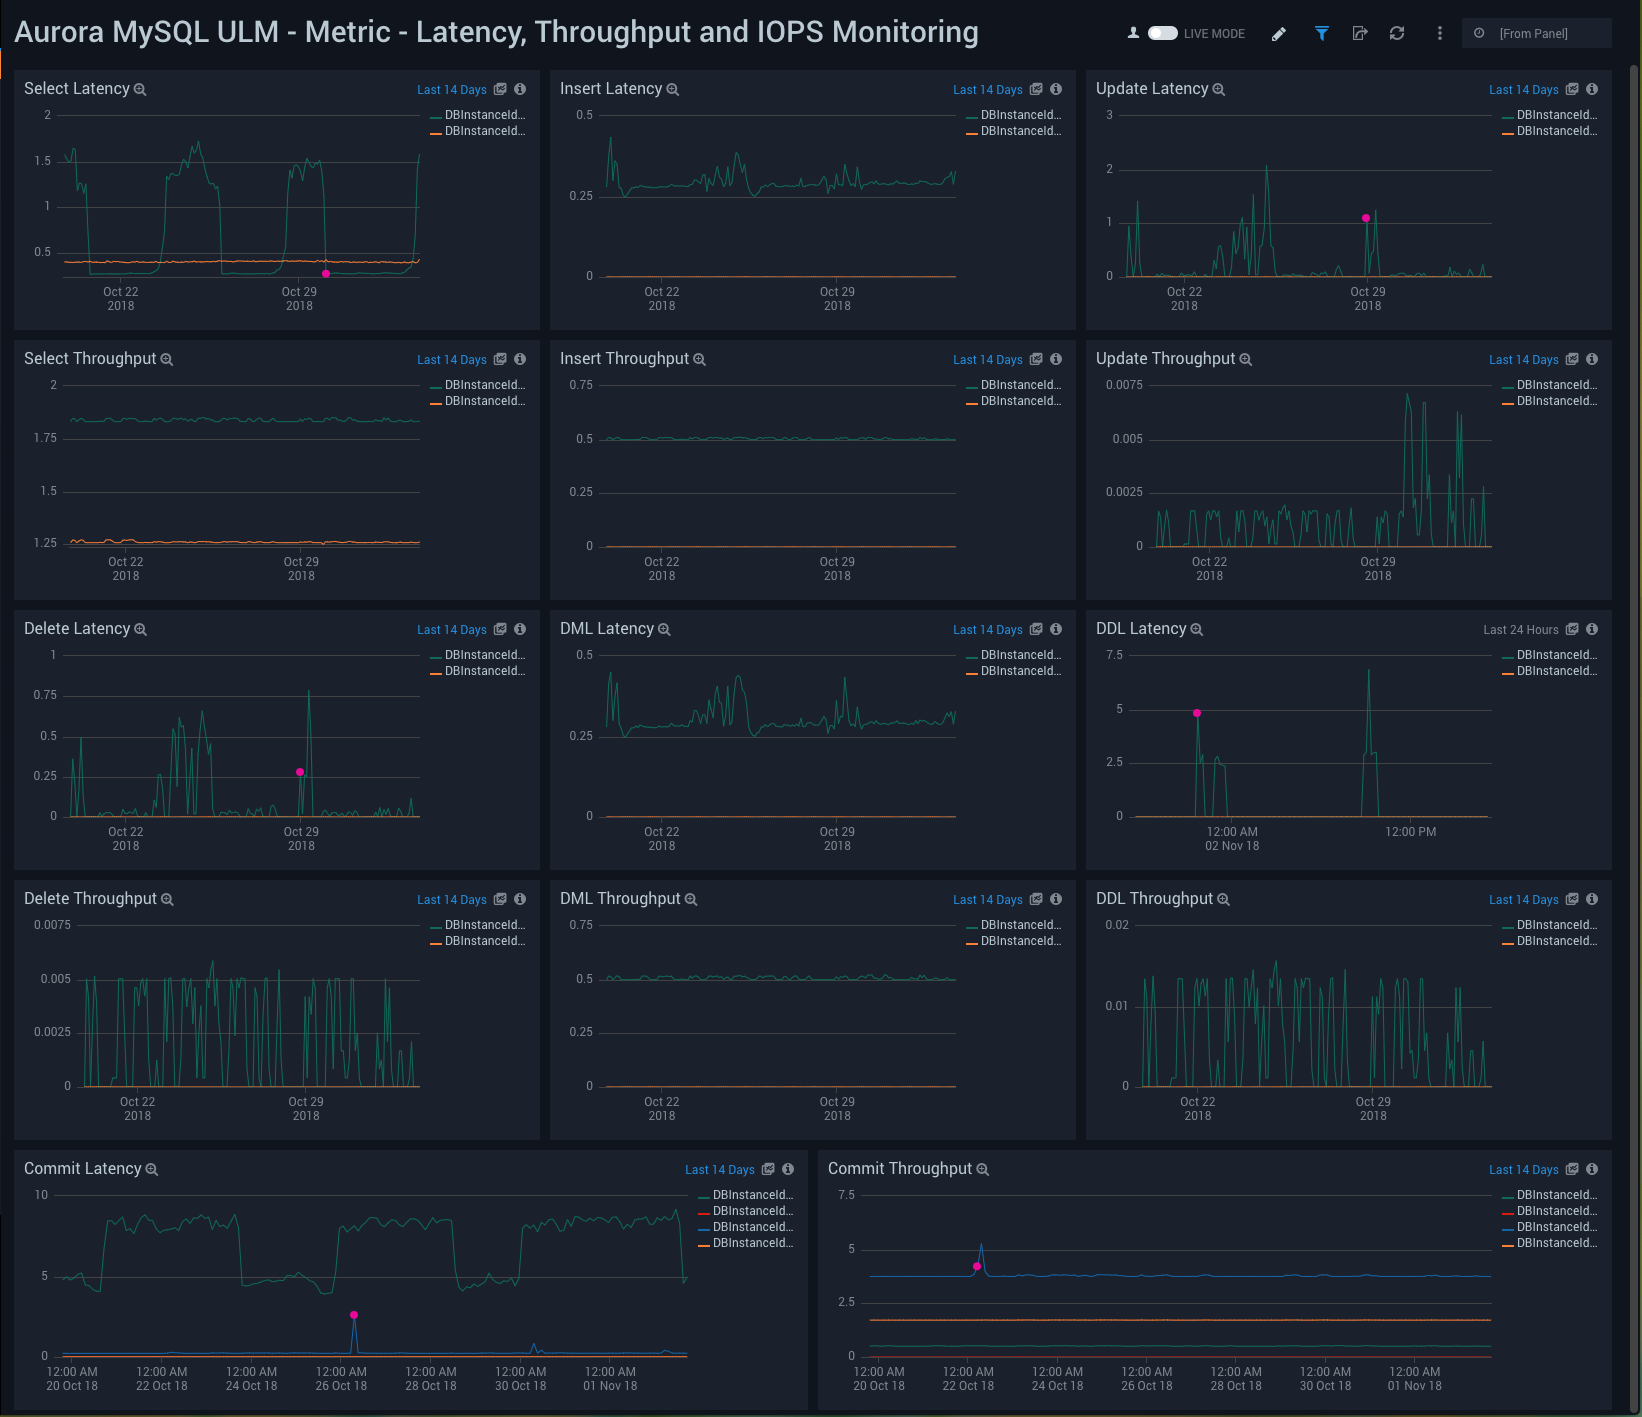 Aurora MySQL ULM - Metric - Latency, Throughput and IOPS Monitoring
LIVE MODE
[From Panel]
Select Latency
Last 14 Days
2
1.5
1
0.5
DBInstanceId...
DBInstanceId...
Oct 22
2018
Oct 29
2018
Insert Latency
Last 14 Days
0.5
0.25
0
DBInstanceId...
DBInstanceId...
Oct 22
2018
Oct 29
2018
Update Latency
Last 14 Days
3
2
1
0
DBInstanceId...
DBInstanceId...
Oct 22
2018
Oct 29
2018
Select Throughput
Last 14 Days
2
1.75
1.5
1.25
DBInstanceId...
DBInstanceId...
Oct 22
2018
Oct 29
2018
Insert Throughput
Last 14 Days
0.75
0.5
0.25
0
DBInstanceId...
DBInstanceId...
Oct 22
2018
Oct 29
2018
Update Throughput
Last 14 Days
0.0075
0.005
0.0025
0
DBInstanceId...
DBInstanceId...
Oct 22
2018
Oct 29
2018
Delete Latency
Last 14 Days
1
0.75
0.5
0.25
0
DBInstanceId...
DBInstanceId...
Oct 22
2018
Oct 29
2018
DML Latency
Last 14 Days
0.5
0.25
0
DBInstanceId...
DBInstanceId...
Oct 22
2018
Oct 29
2018
DDL Latency
Last 24 Hours
7.5
5
2.5
0
DBInstanceId...
DBInstanceId...
12:00 AM
02 Nov 18
12:00 PM
Delete Throughput
Last 14 Days
0.0075
0.005
0.0025
0
DBInstanceId...
DBInstanceId...
Oct 22
2018
Oct 29
2018
DML Throughput
Last 14 Days
0.75
0.5
0.25
0
DBInstanceId...
DBInstanceId...
Oct 22
2018
Oct 29
2018
DDL Throughput
Last 14 Days
0.02
0.01
0
DBInstanceId...
DBInstanceId...
Oct 22
2018
Oct 29
2018
Commit Latency
Last 14 Days
10
5
0
DBInstanceId...
DBInstanceId...
DBInstanceId...
DBInstanceId...
12:00 AM
20 Oct 18
12:00 AM
22 Oct 18
12:00 AM
24 Oct 18
12:00 AM
26 Oct 18
12:00 AM
28 Oct 18
12:00 AM
30 Oct 18
12:00 AM
01 Nov 18
Commit Throughput
Last 14 Days
7.5
5
2.5
0
DBInstanceId...
DBInstanceId...
DBInstanceId...
DBInstanceId...
12:00 AM
20 Oct 18
12:00 AM
22 Oct 18
12:00 AM
24 Oct 18
12:00 AM
26 Oct 18
12:00 AM
28 Oct 18
12:00 AM
30 Oct 18
12:00 AM
01 Nov 18